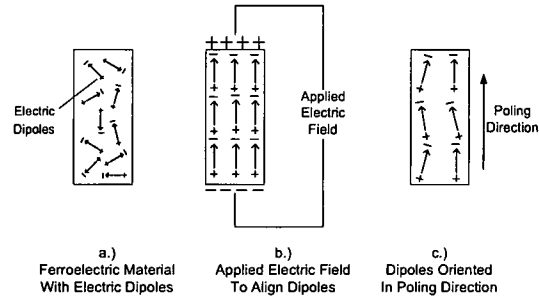 + + + +
Electric
Dipoles
Applied
Electric
Field
Poling
Direction
a.)
Ferroelectric Material
With Electric Dipoles
b.)
Applied Electric Field
To Align Dipoles
c.)
Dipoles Oriented
In Poling Direction